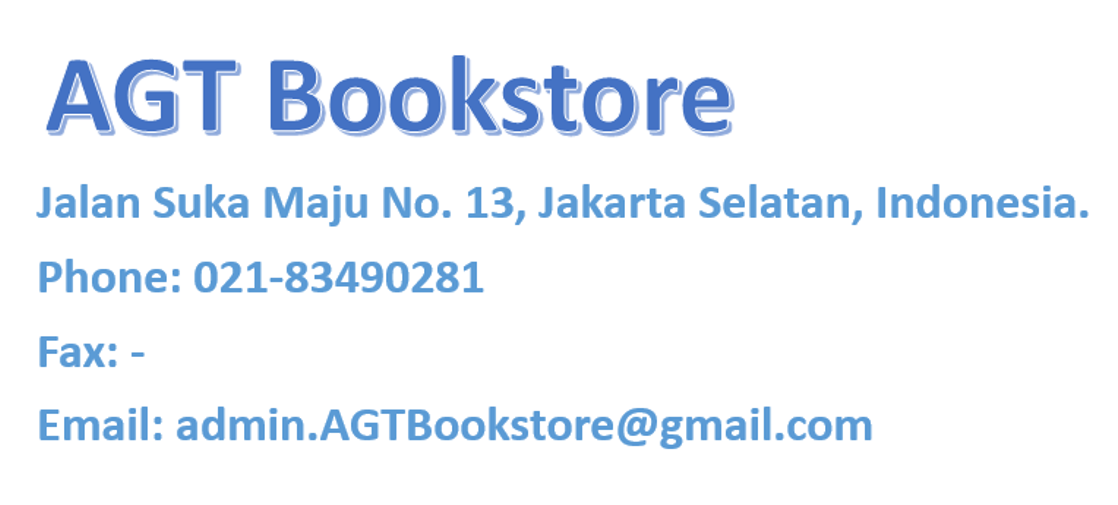 AGT Bookstore
Jalan Suka Maju No. 13, Jakarta Selatan, Indonesia.
Phone: 021-83490281
Fax: -
Email: admin.AGTBookstore@gmail.com